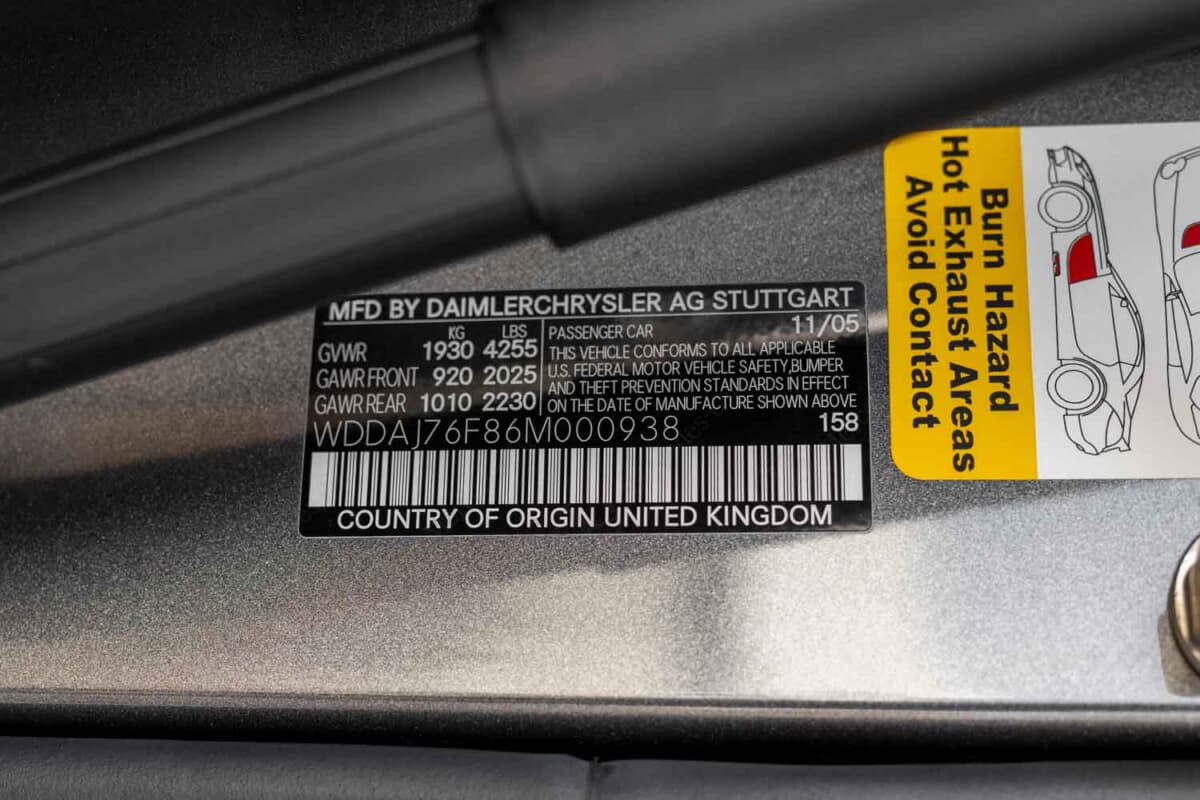 MFD BY DAIMLERCHRYSLER AG STUTTGART
KG LBS
GVWR 1930 4255
GAWR FRONT 920 2025
GAWR REAR 1010 2230
PASSENGER CAR 11/05
THIS VEHICLE CONFORMS TO ALL APPLICABLE
U.S. FEDERAL MOTOR VEHICLE SAFETY,BUMPER
AND THEFT PREVENTION STANDARDS IN EFFECT
ON THE DATE OF MANUFACTURE SHOWN ABOVE
WDDAJ76F86M000938 158
COUNTRY OF ORIGIN UNITED KINGDOM
Burn Hazard
Hot Exhaust Areas
Avoid Contact